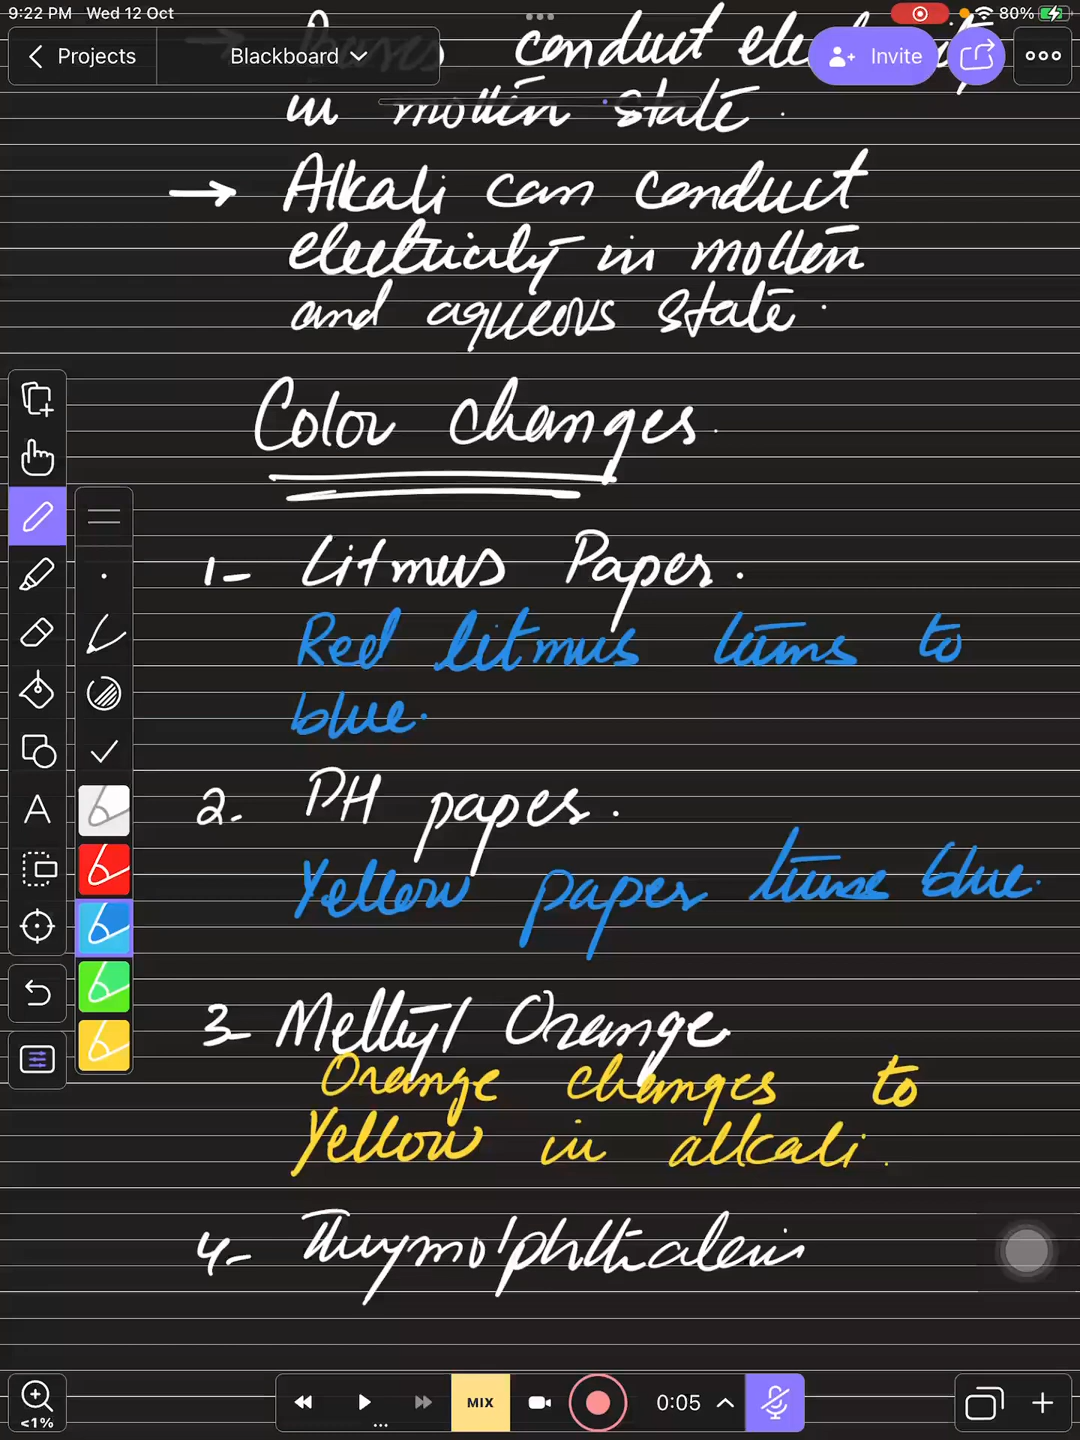 9:22 PM Wed 12 Oct 80%
Projects Blackboard Invite
→ Bases conduct
in molten state.
→ Alkali can conduct
electricity in molten
and aqueous state.
Color changes.
1- Litmus Paper.
Red litmus turns to
blue.
2. PH paper.
Yellow paper turns blue.
3- Methyl Orange
Orange changes to
Yellow in alkali.
4- Thymolphthalein
A
<1%
MIX
0:05